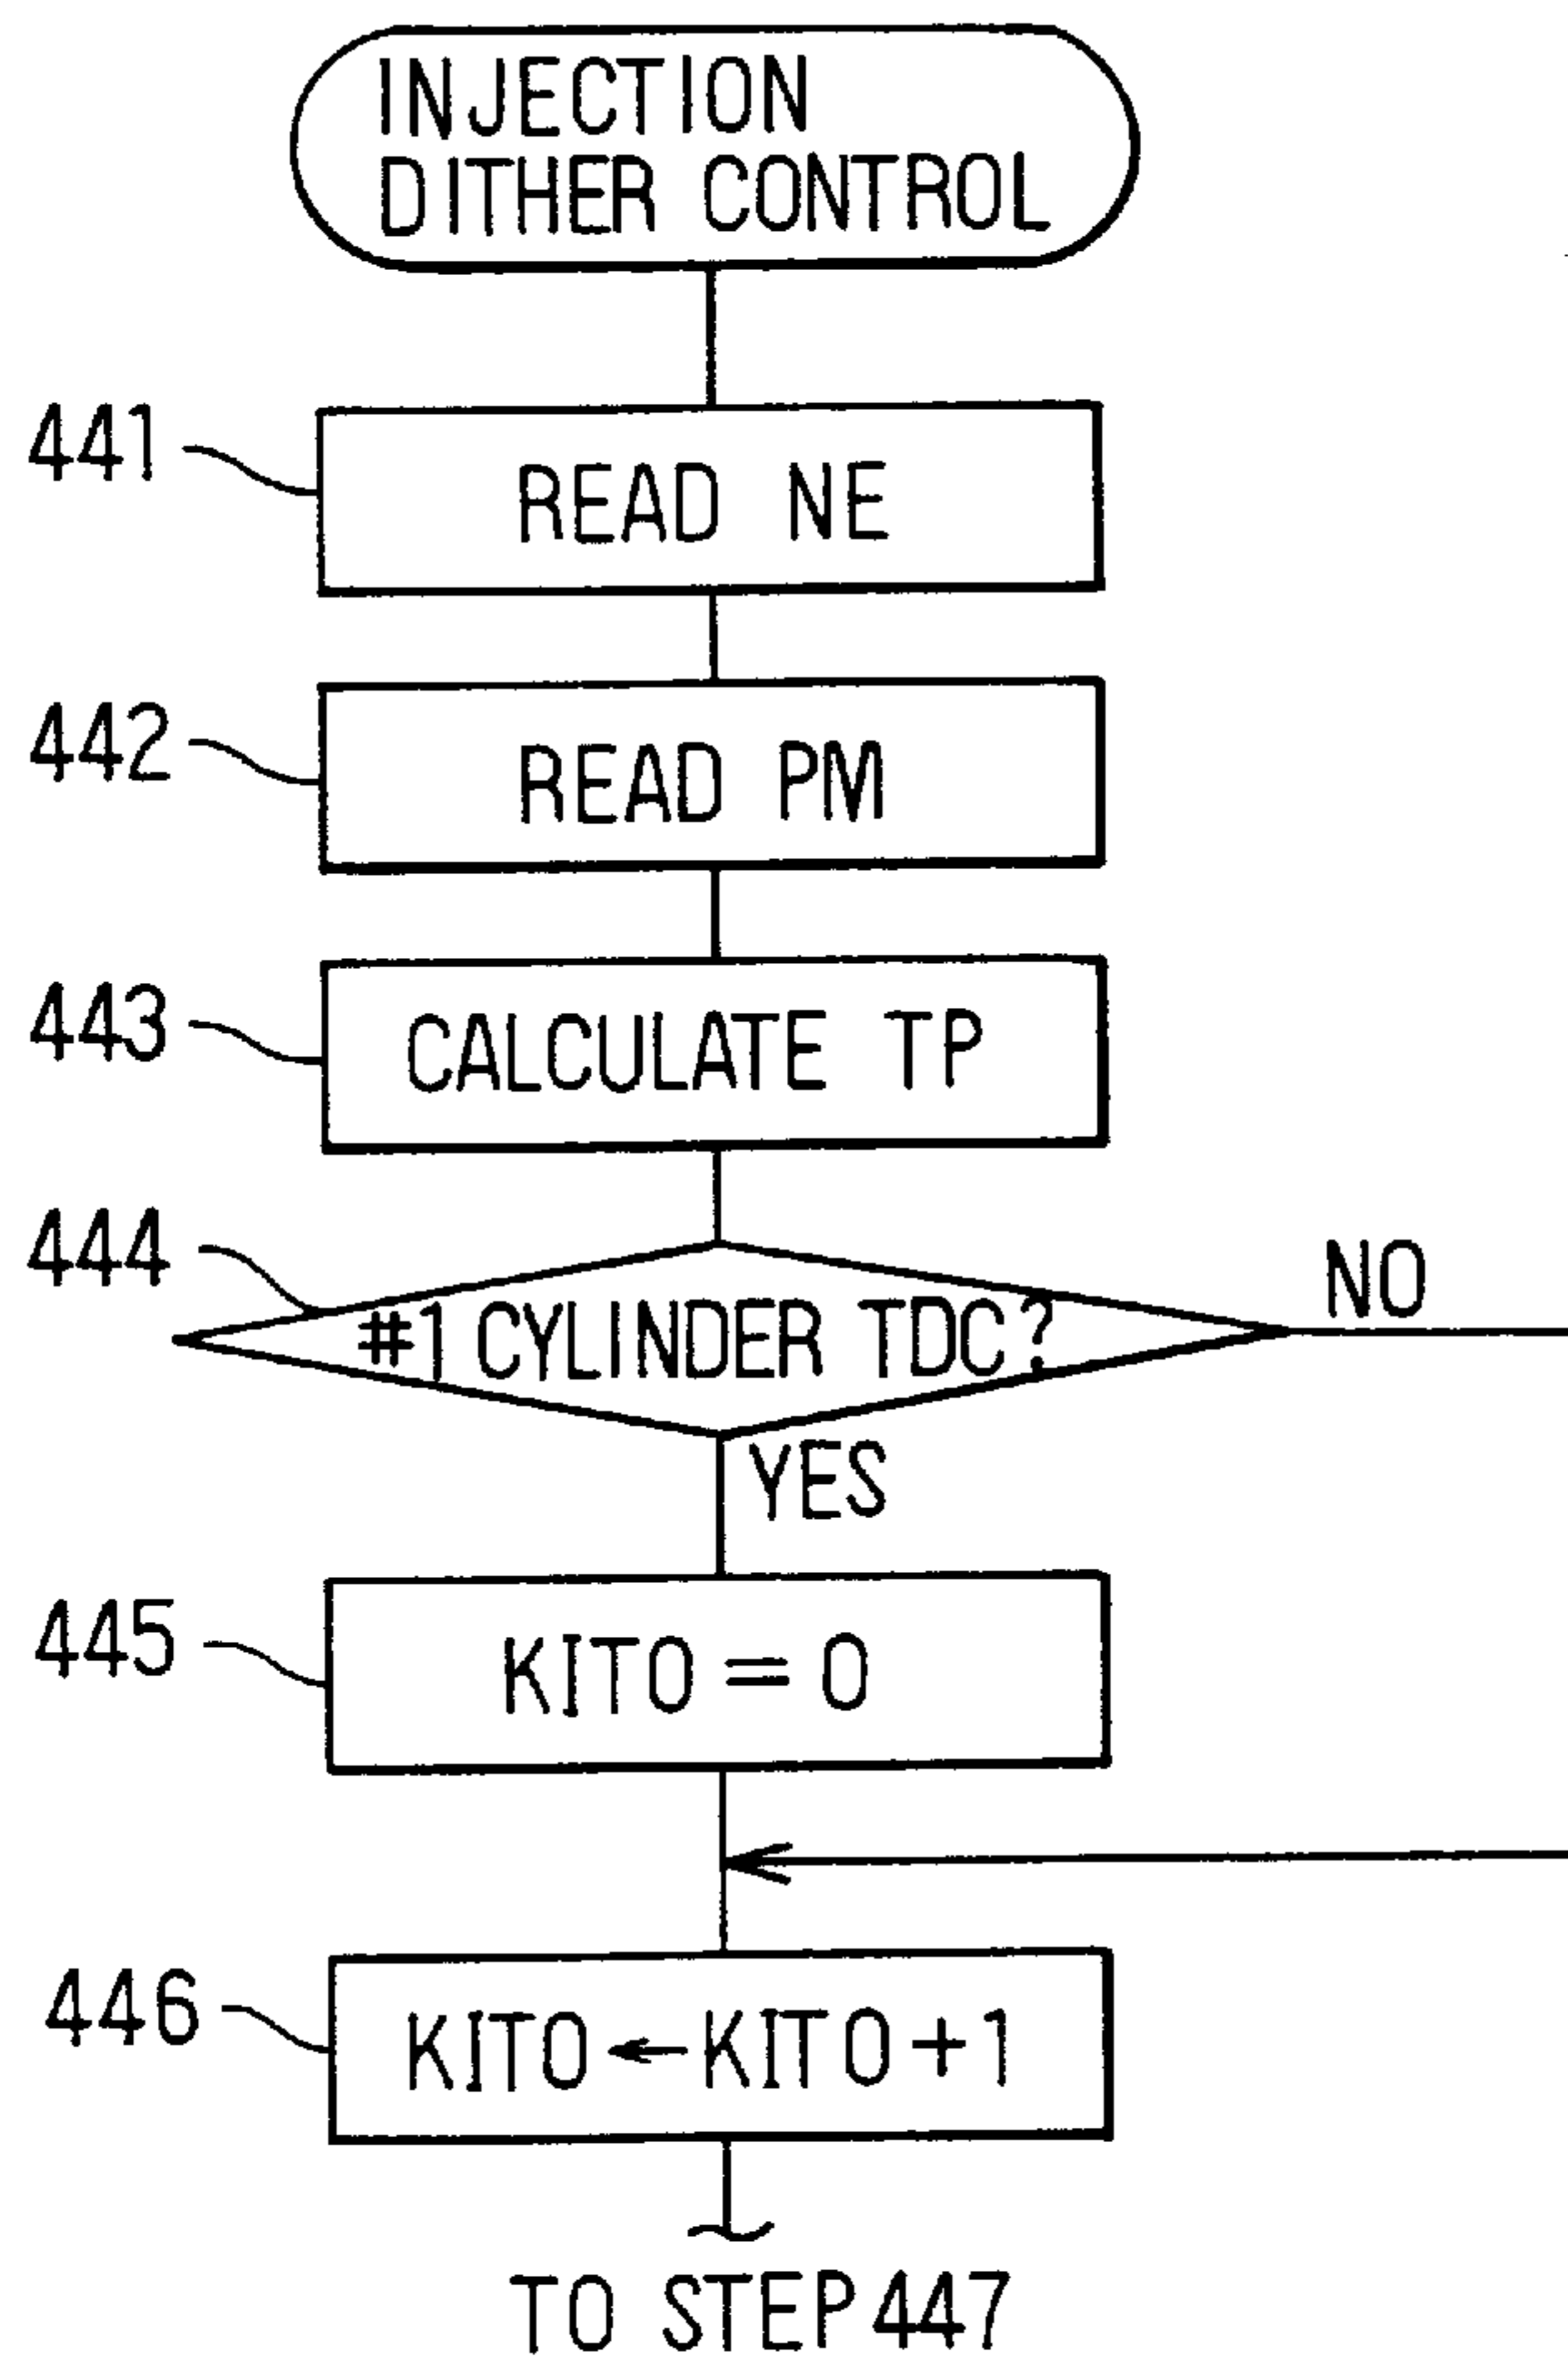 INJECTION
DITHER CONTROL
441
READ NE
442
READ PM
443
CALCULATE TP
444
#1 CYLINDER TDC?
NO
YES
445
KITO = 0
446
KITO ← KITO + 1
TO STEP 447